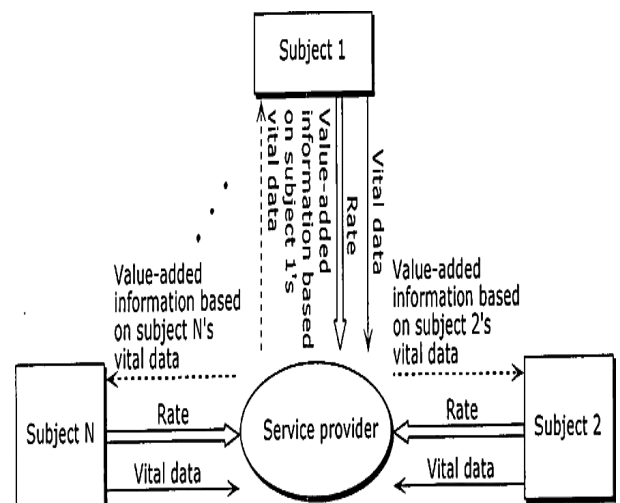 Subject 1
Value-added
information based
on subject 1's
vital data
Rate
Vital data
Value-added
information based
on subject N's
vital data
Value-added
information based
on subject 2's
vital data
Subject N
Rate
Vital data
Service provider
Rate
Vital data
Subject 2